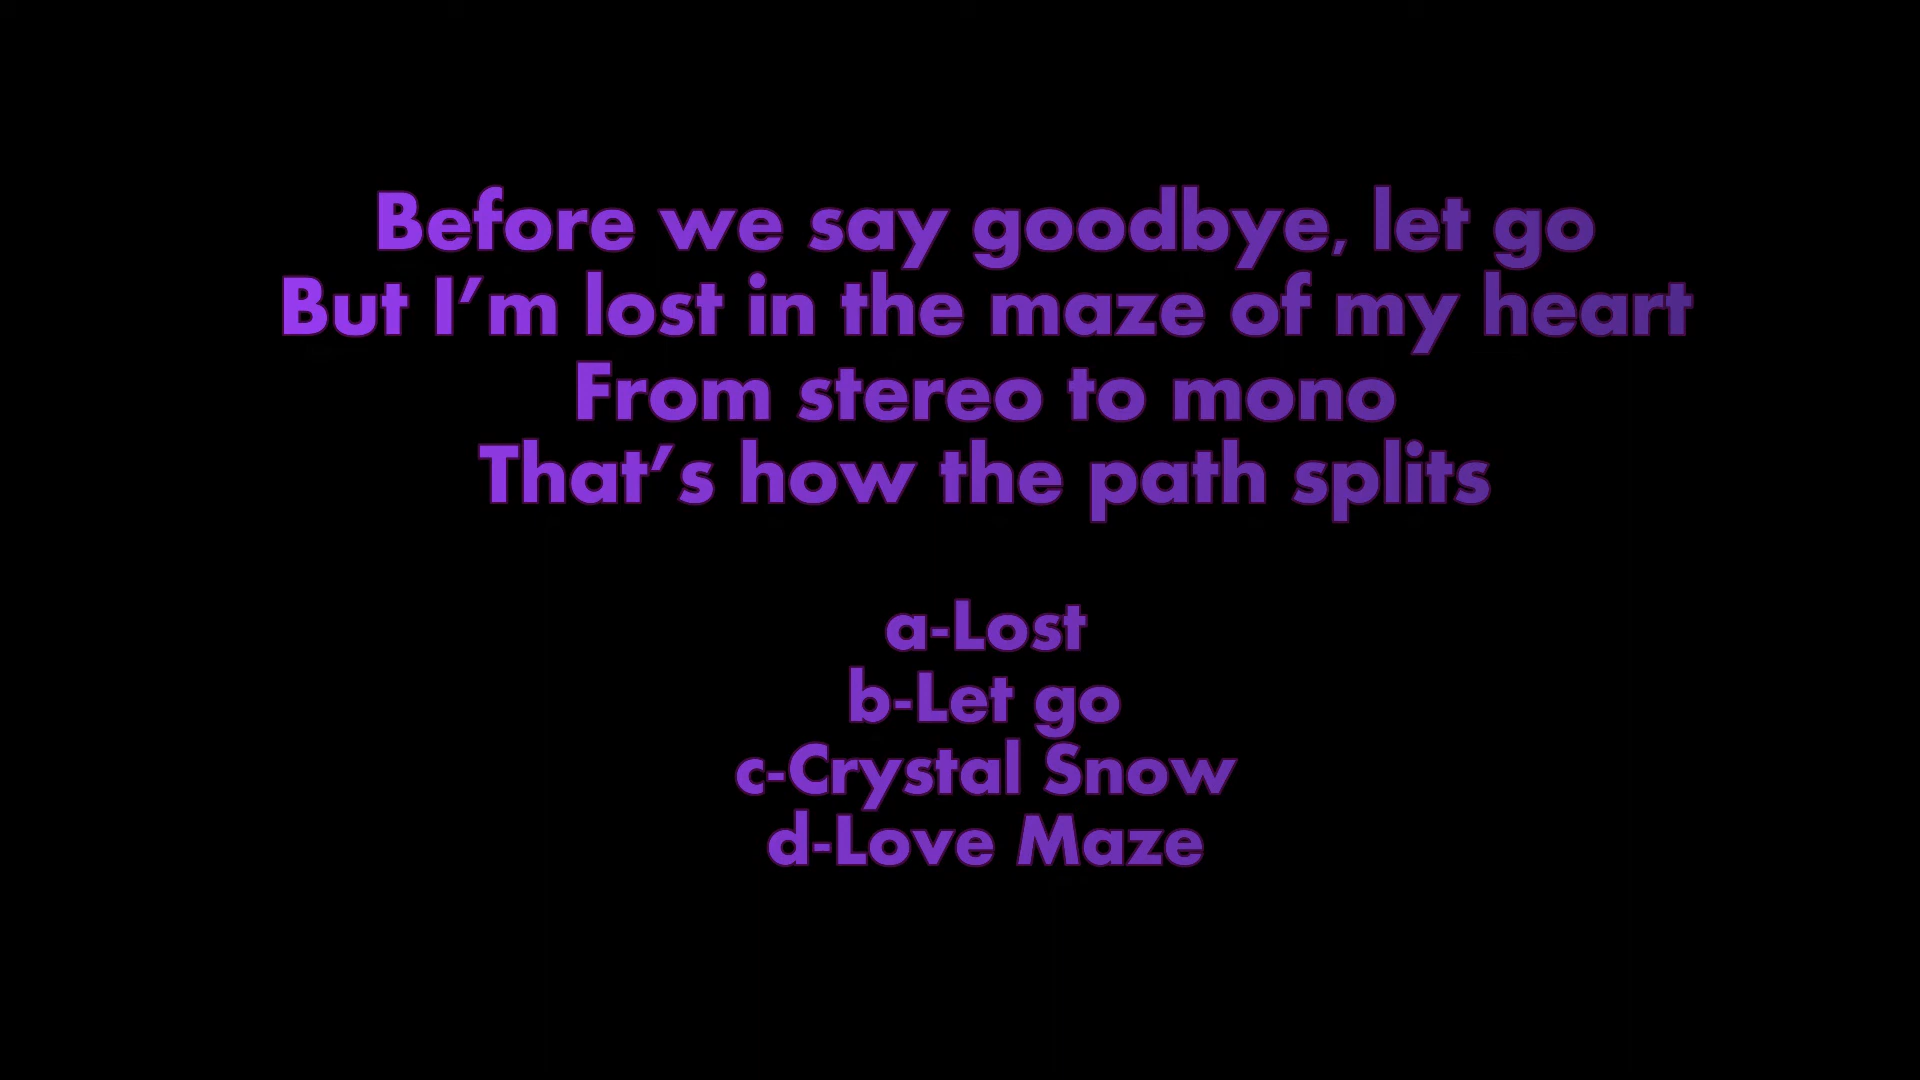 Before we say goodbye, let go
But I’m lost in the maze of my heart
From stereo to mono
That’s how the path splits
a-Lost
b-Let go
c-Crystal Snow
d-Love Maze